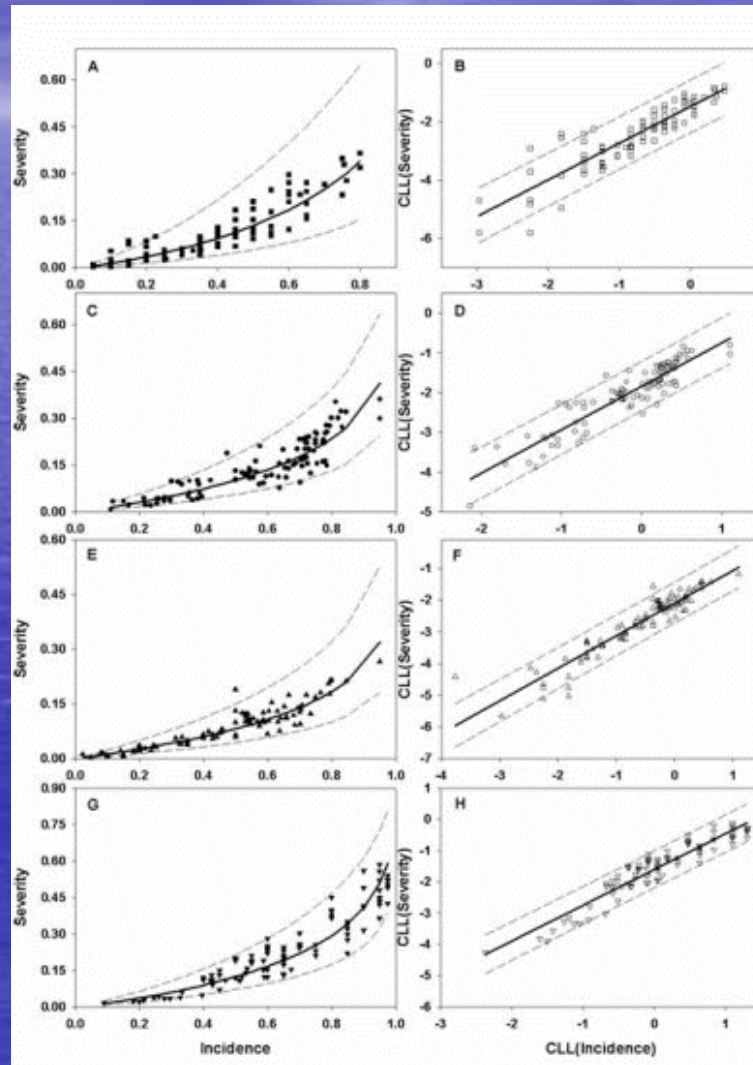 A
Severity
0.60
0.45
0.30
0.15
0.00
0.0 0.2 0.4 0.6 0.8
B
CLL(Severity)
0
-2
-4
-6
-3 -2 -1 0
C
Severity
0.60
0.45
0.30
0.15
0.00
0.0 0.2 0.4 0.6 0.8 1.0
D
CLL(Severity)
0
-1
-2
-3
-4
-5
-2 -1 0 1
E
Severity
0.60
0.45
0.30
0.15
0.00
0.0 0.2 0.4 0.6 0.8 1.0
F
CLL(Severity)
-1
-2
-3
-4
-5
-6
-7
-4 -3 -2 -1 0 1
G
Severity
0.90
0.75
0.60
0.45
0.30
0.15
0.00
0.0 0.2 0.4 0.6 0.8 1.0
Incidence
H
CLL(Severity)
1
0
-1
-2
-3
-4
-5
-6
-3 -2 -1 0 1
CLL(Incidence)